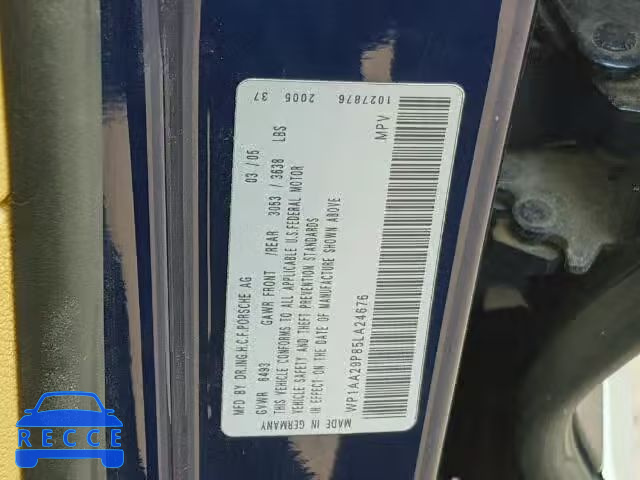 MFD BY DR.ING.H.C.F.PORSCHE AG 03 / 05
GVWR 6493 GAWR FRONT /REAR 3053 / 3638 LBS
THIS VEHICLE CONFORMS TO ALL APPLICABLE U.S.FEDERAL MOTOR
VEHICLE SAFETY AND THEFT PREVENTION STANDARDS
IN EFFECT ON THE DATE OF MANUFACTURE SHOWN ABOVE
MADE IN GERMANY
WP1AA29P85LA24676 MPV
2005 37
1027876
RECCE